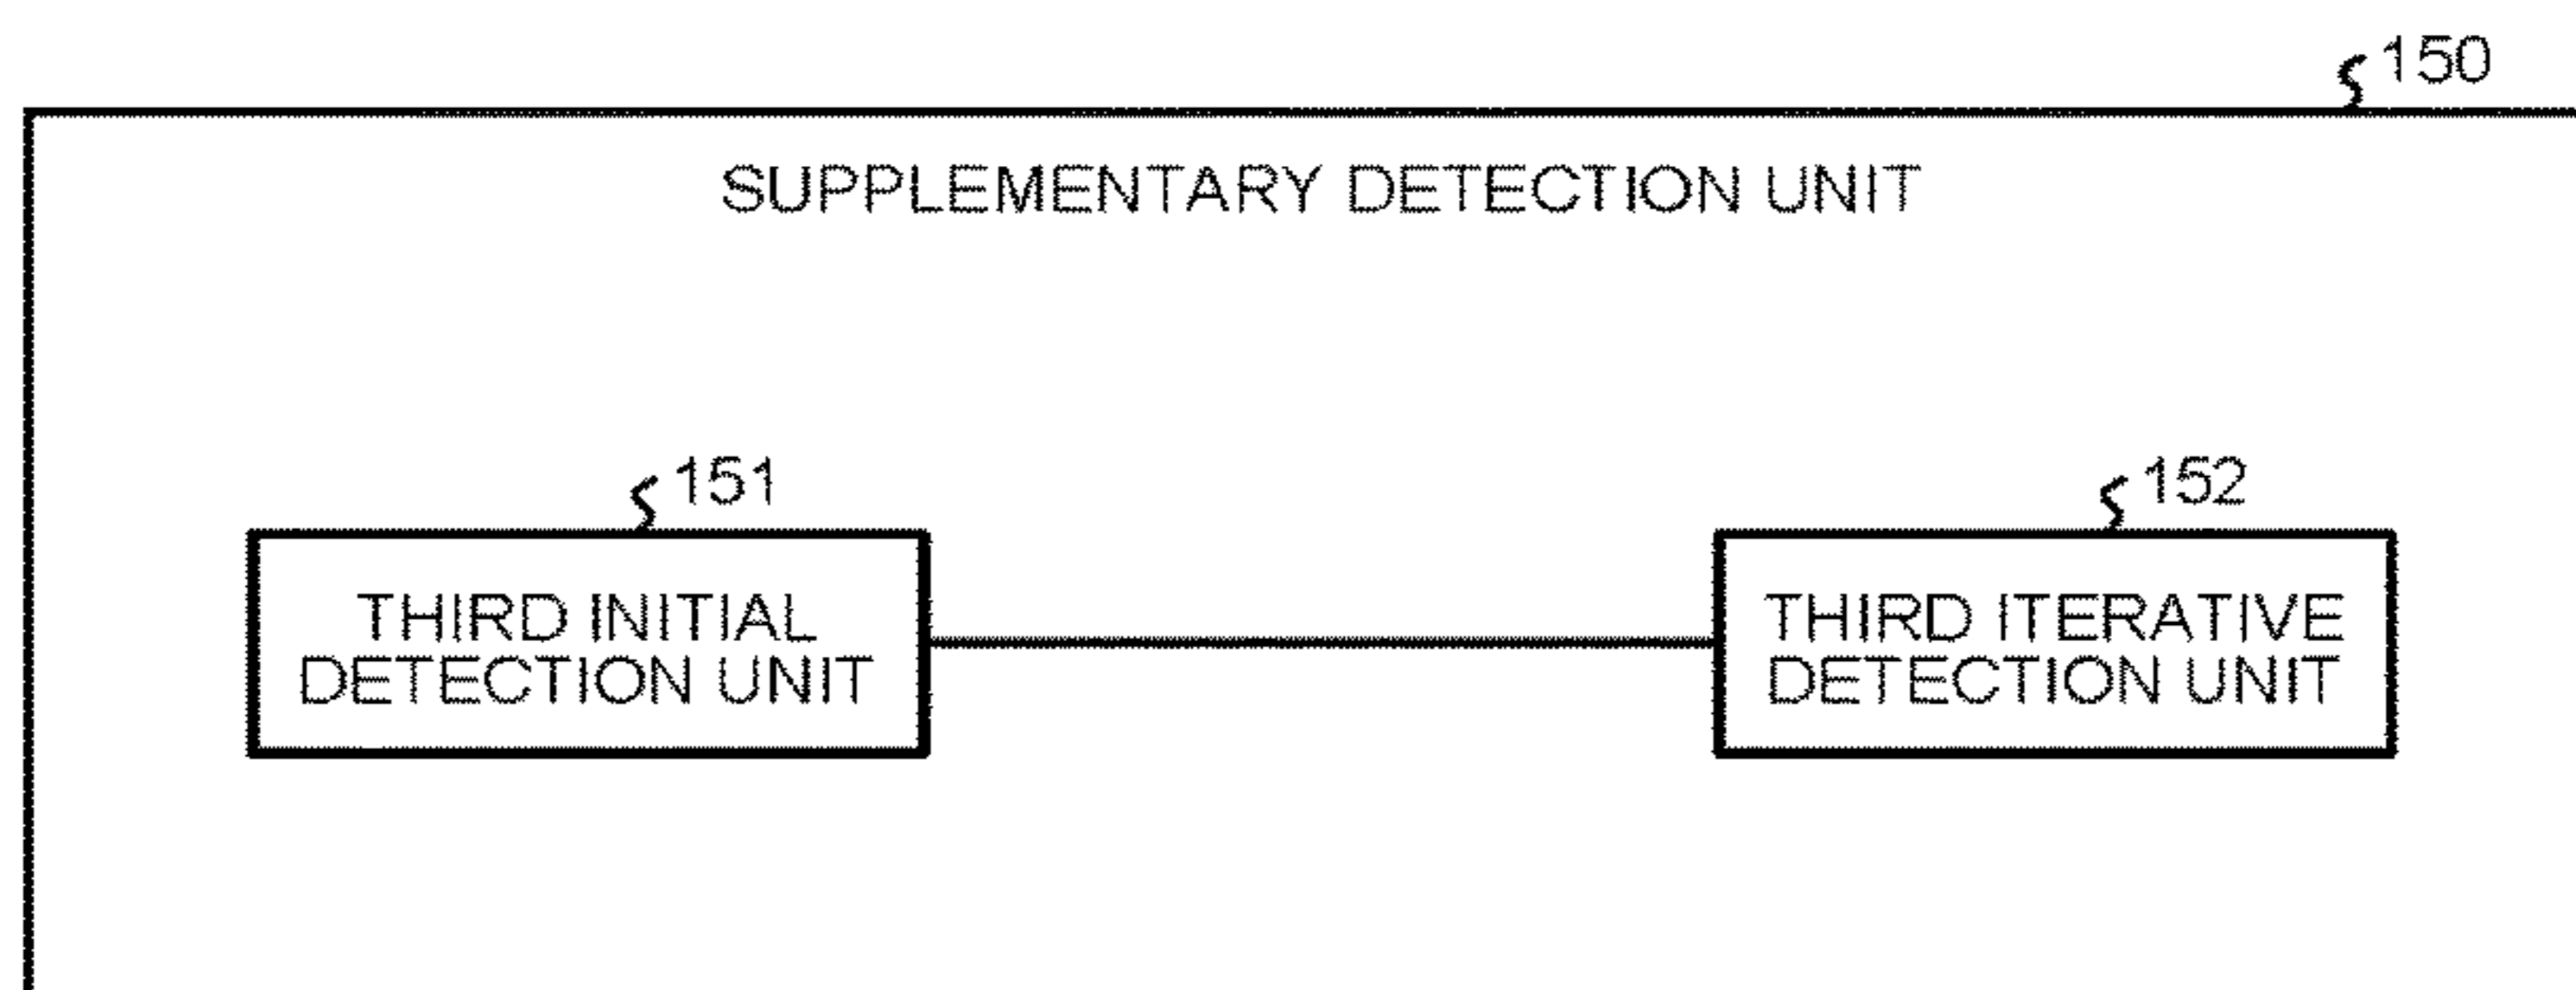 150
SUPPLEMENTARY DETECTION UNIT
151
THIRD INITIAL
DETECTION UNIT
152
THIRD ITERATIVE
DETECTION UNIT